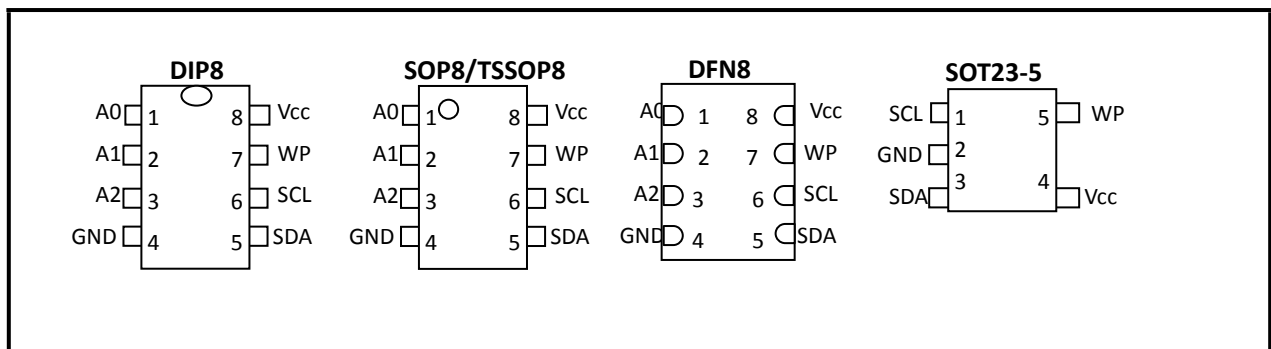 DIP8
A0 1 8 Vcc
A1 2 7 WP
A2 3 6 SCL
GND 4 5 SDA
SOP8/TSSOP8
A0 1 8 Vcc
A1 2 7 WP
A2 3 6 SCL
GND 4 5 SDA
DFN8
A0 1 8 Vcc
A1 2 7 WP
A2 3 6 SCL
GND 4 5 SDA
SOT23-5
SCL 1 5 WP
GND 2
SDA 3 4 Vcc